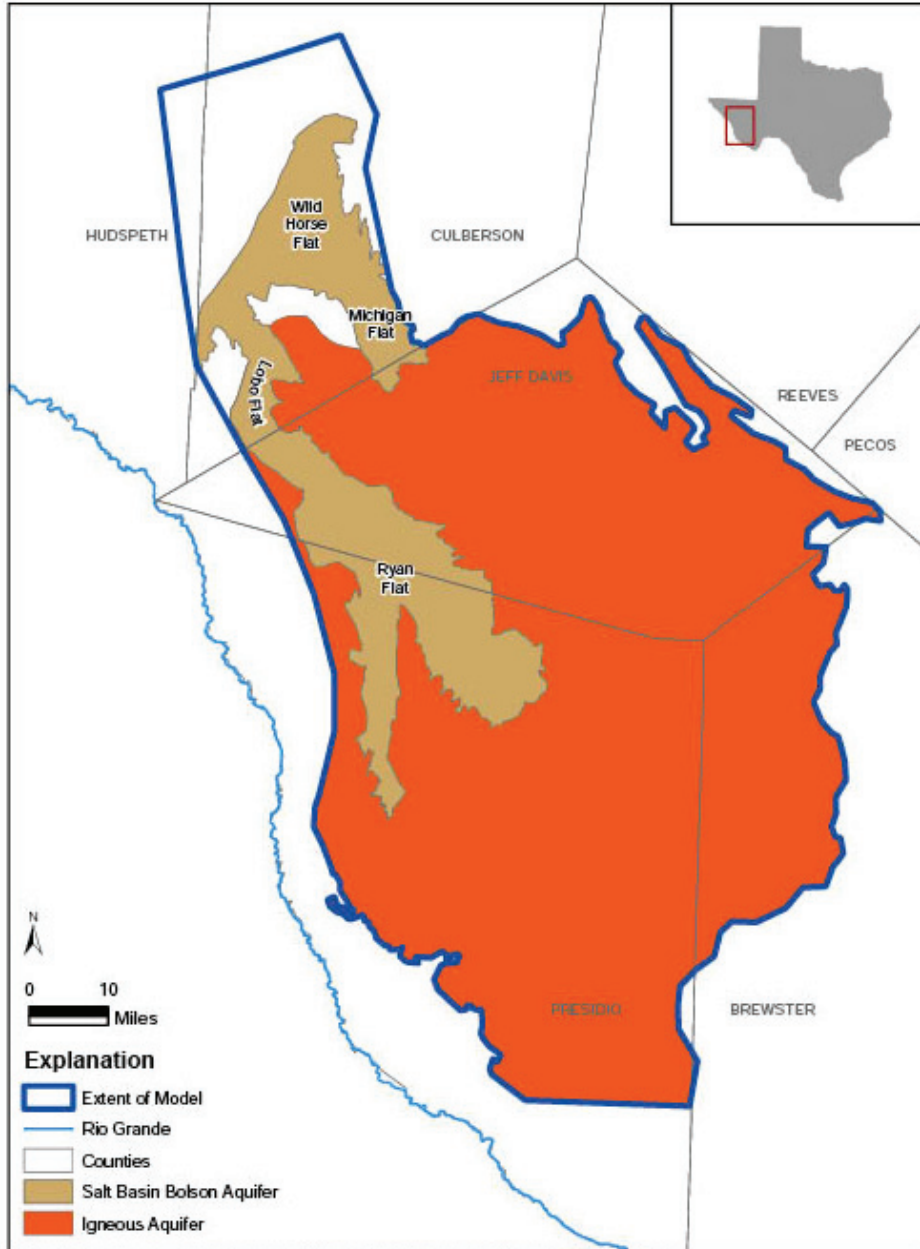 HUDSPETH
Wild
Horse
Flat
CULBERSON
Michigan
Flat
Lobo Flat
JEFF DAVIS
REEVES
PECOS
Ryan
Flat
PRESIDIO
BREWSTER
N
0 10
Miles
Explanation
Extent of Model
Rio Grande
Counties
Salt Basin Bolson Aquifer
Igneous Aquifer